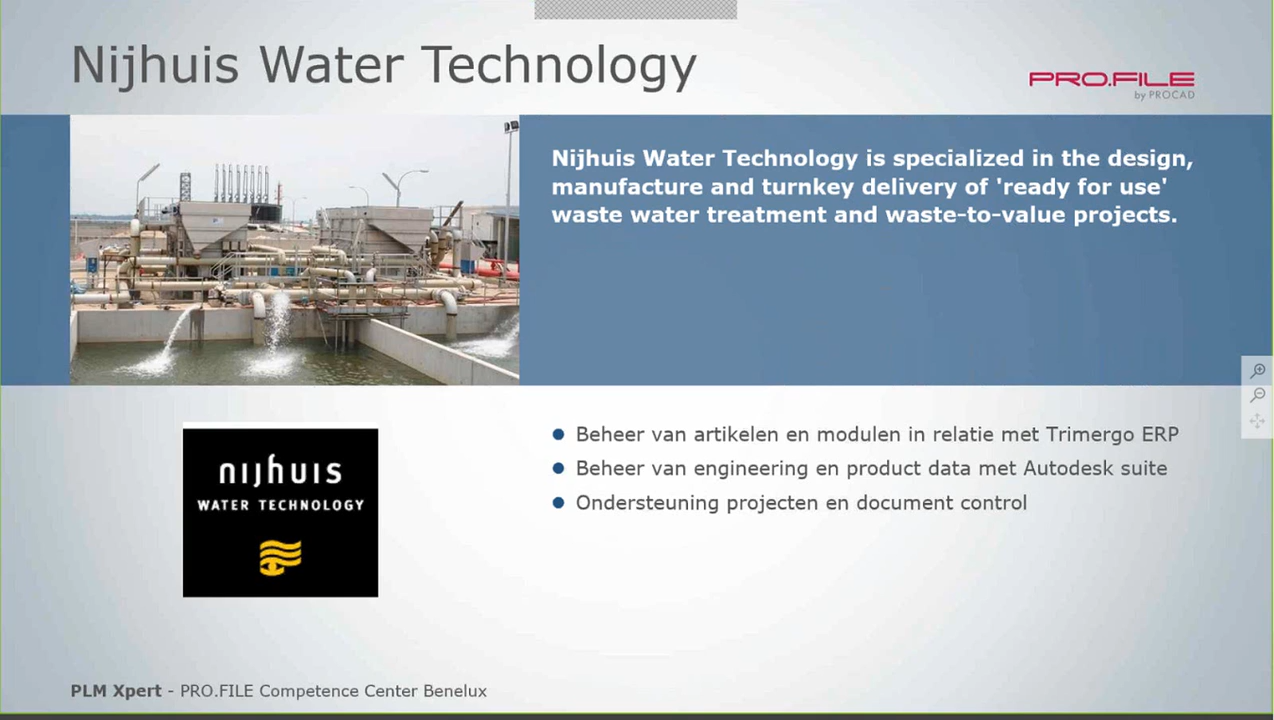 Nijhuis Water Technology
PRO.FILE
by PROCAD
Nijhuis Water Technology is specialized in the design,
manufacture and turnkey delivery of 'ready for use'
waste water treatment and waste-to-value projects.
nijhuis
WATER TECHNOLOGY
● Beheer van artikelen en modulen in relatie met Trimergo ERP
● Beheer van engineering en product data met Autodesk suite
● Ondersteuning projecten en document control
PLM Xpert - PRO.FILE Competence Center Benelux